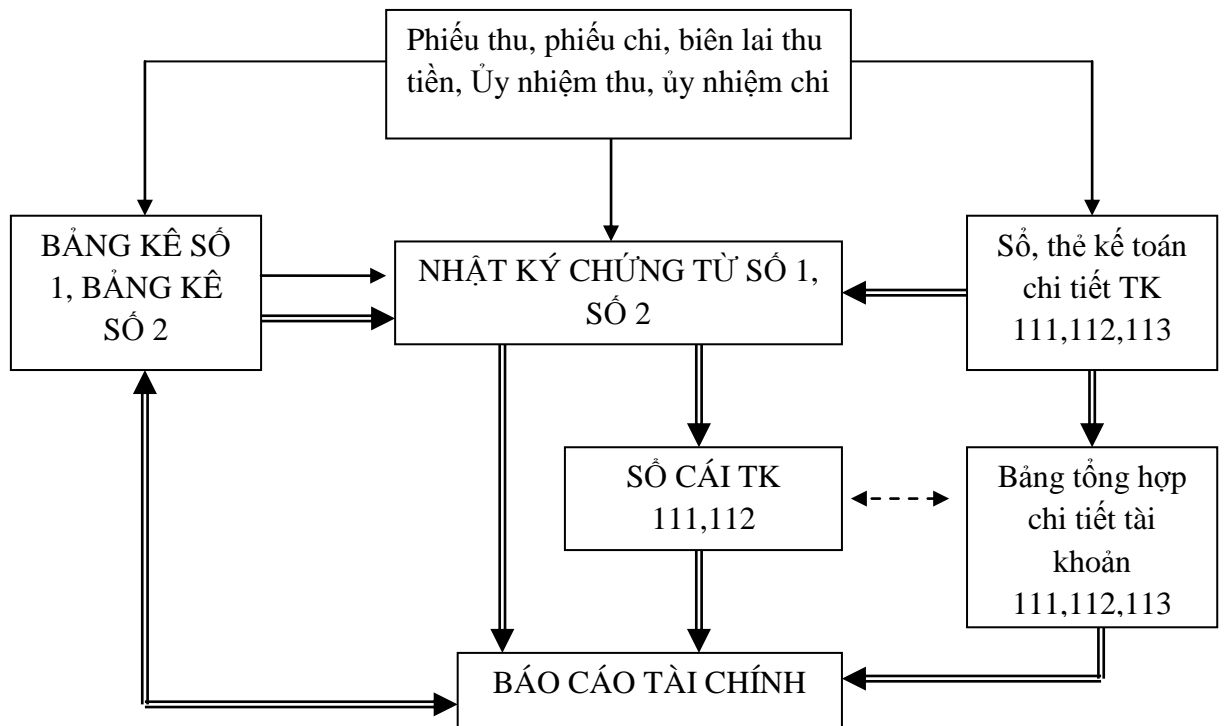 Phiếu thu, phiếu chi, biên lai thu
tiền, Ủy nhiệm thu, ủy nhiệm chi
BẢNG KÊ SỐ
1, BẢNG KÊ
SỐ 2
NHẬT KÝ CHỨNG TỪ SỐ 1,
SỐ 2
Sổ, thẻ kế toán
chi tiết TK
111,112,113
SỔ CÁI TK
111,112
Bảng tổng hợp
chi tiết tài
khoản
111,112,113
BÁO CÁO TÀI CHÍNH